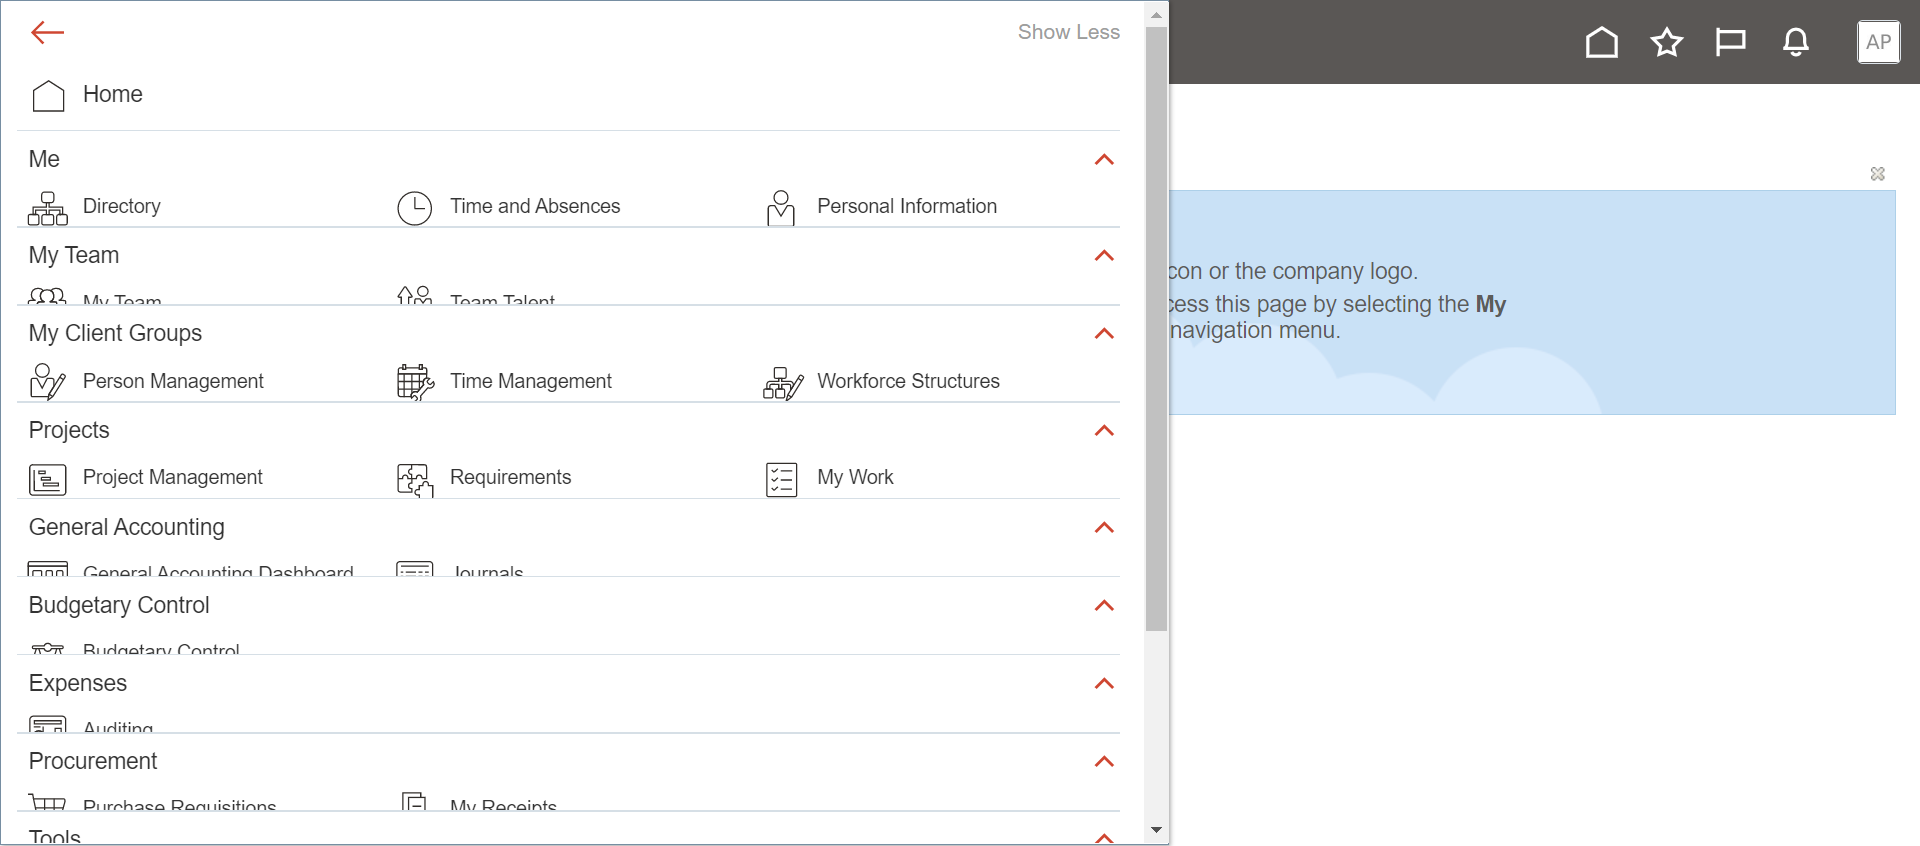 Show Less
AP
Home
Me
Directory Time and Absences Personal Information
My Team
My Team Team Talent
con or the company logo.
cess this page by selecting the My
navigation menu.
My Client Groups
Person Management Time Management Workforce Structures
Projects
Project Management Requirements My Work
General Accounting
General Accounting Dashboard Journals
Budgetary Control
Budgetary Control
Expenses
Auditing
Procurement
Purchase Requisitions My Receipts
Tools